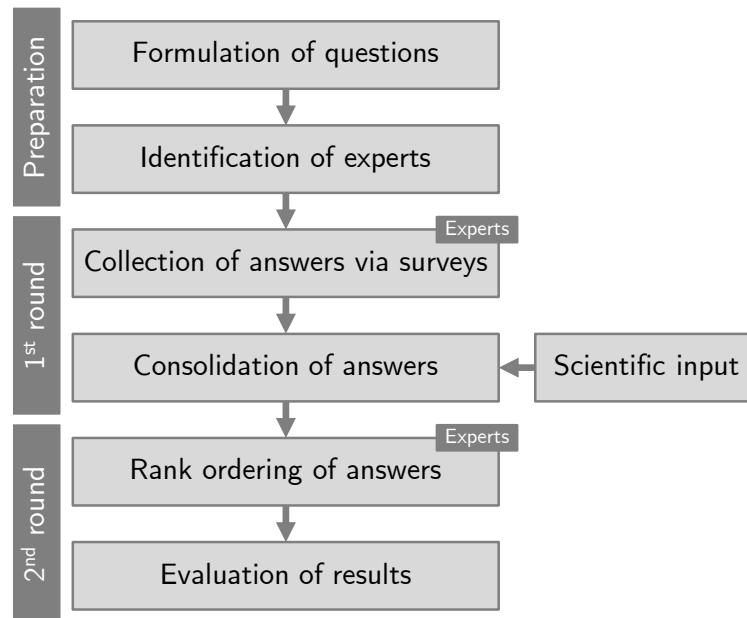 Preparation
Formulation of questions
Identification of experts
1st round
Experts
Collection of answers via surveys
Consolidation of answers
Scientific input
2nd round
Experts
Rank ordering of answers
Evaluation of results